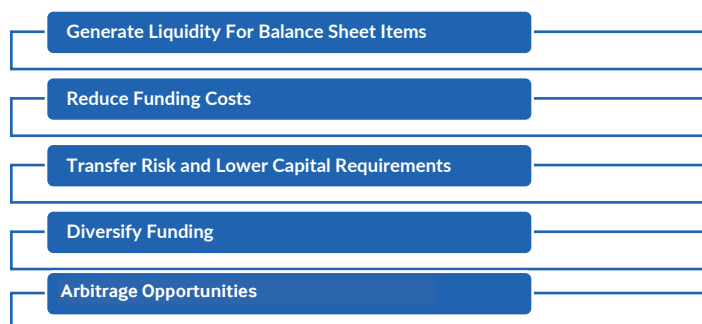 Generate Liquidity For Balance Sheet Items
Reduce Funding Costs
Transfer Risk and Lower Capital Requirements
Diversify Funding
Arbitrage Opportunities